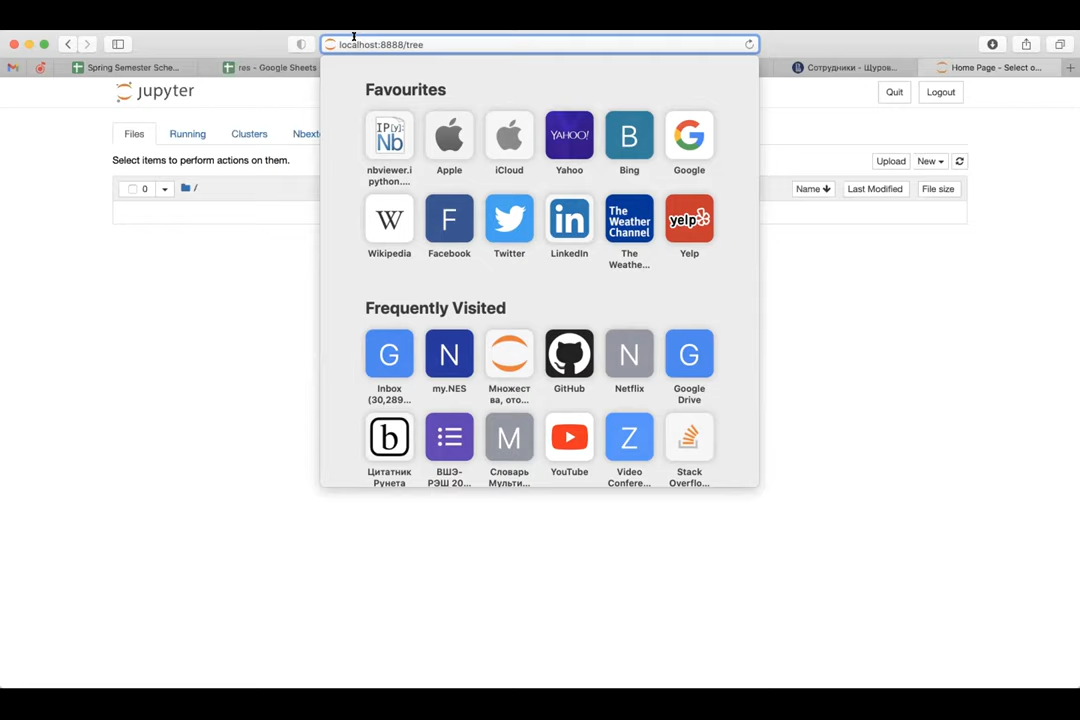 localhost:8888/tree
Spring Semester Sche...
res - Google Sheets
Сотрудники – Щуров...
Home Page - Select o...
jupyter
Quit
Logout
Files
Running
Clusters
Nbext
Select items to perform actions on them.
Upload
New
0
/
Name
Last Modified
File size
Favourites
IP[y]:
Nb
YAHOO!
B
nbviewer.i
python....
Apple
iCloud
Yahoo
Bing
Google
W
F
in
The
Weather
Channel
yelp
Wikipedia
Facebook
Twitter
LinkedIn
The
Weathe...
Yelp
Frequently Visited
G
N
N
G
Inbox
(30,289...
my.NES
Множест
ва, ото...
GitHub
Netflix
Google
Drive
b
M
Z
Цитатник
Рунета
ВШЭ-
РЭШ 20...
Словарь
Мульти...
YouTube
Video
Confere...
Stack
Overflo...